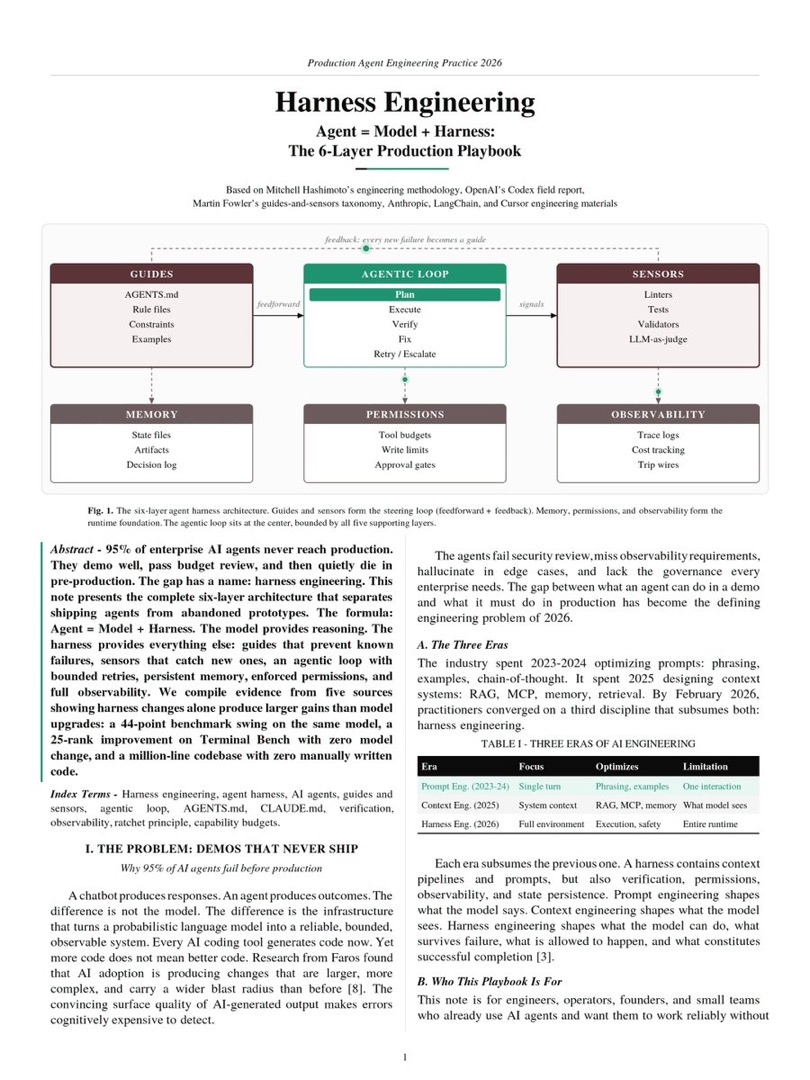 Production Agent Engineering Practice 2026
Harness Engineering
Agent = Model + Harness:
The 6-Layer Production Playbook
Based on Mitchell Hashimoto's engineering methodology, OpenAI's Codex field report,
Martin Fowler's guides-and-sensors taxonomy, Anthropic, LangChain, and Cursor engineering materials
feedback: every new failure becomes a guide
GUIDES
AGENTS.md
Rule files
Constraints
Examples
feedforward
AGENTIC LOOP
Plan
Execute
Verify
Fix
Retry / Escalate
signals
SENSORS
Linters
Tests
Validators
LLM-as-judge
MEMORY
State files
Artifacts
Decision log
PERMISSIONS
Tool budgets
Write limits
Approval gates
OBSERVABILITY
Trace logs
Cost tracking
Trip wires
Fig. 1. The six-layer agent harness architecture. Guides and sensors form the steering loop (feedforward + feedback). Memory, permissions, and observability form the
runtime foundation. The agentic loop sits at the center, bounded by all five supporting layers.
Abstract - 95% of enterprise AI agents never reach production.
They demo well, pass budget review, and then quietly die in
pre-production. The gap has a name: harness engineering. This
note presents the complete six-layer architecture that separates
shipping agents from abandoned prototypes. The formula:
Agent = Model + Harness. The model provides reasoning. The
harness provides everything else: guides that prevent known
failures, sensors that catch new ones, an agentic loop with
bounded retries, persistent memory, enforced permissions, and
full observability. We compile evidence from five sources
showing harness changes alone produce larger gains than model
upgrades: a 44-point benchmark swing on the same model, a
25-rank improvement on Terminal Bench with zero model
change, and a million-line codebase with zero manually written
code.
Index Terms - Harness engineering, agent harness, AI agents, guides and
sensors, agentic loop, AGENTS.md, CLAUDE.md, verification,
observability, ratchet principle, capability budgets.
I. THE PROBLEM: DEMOS THAT NEVER SHIP
Why 95% of AI agents fail before production
A chatbot produces responses. An agent produces outcomes. The
difference is not the model. The difference is the infrastructure
that turns a probabilistic language model into a reliable, bounded,
observable system. Every AI coding tool generates code now. Yet
more code does not mean better code. Research from Faros found
that AI adoption is producing changes that are larger, more
complex, and carry a wider blast radius than before [8]. The
convincing surface quality of AI-generated output makes errors
cognitively expensive to detect.
The agents fail security review, miss observability requirements,
hallucinate in edge cases, and lack the governance every
enterprise needs. The gap between what an agent can do in a demo
and what it must do in production has become the defining
engineering problem of 2026.
A. The Three Eras
The industry spent 2023-2024 optimizing prompts: phrasing,
examples, chain-of-thought. It spent 2025 designing context
systems: RAG, MCP, memory, retrieval. By February 2026,
practitioners converged on a third discipline that subsumes both:
harness engineering.
TABLE I - THREE ERAS OF AI ENGINEERING
Era Focus Optimizes Limitation
Prompt Eng. (2023-24) Single turn Phrasing, examples One interaction
Context Eng. (2025) System context RAG, MCP, memory What model sees
Harness Eng. (2026) Full environment Execution, safety Entire runtime
Each era subsumes the previous one. A harness contains context
pipelines and prompts, but also verification, permissions,
observability, and state persistence. Prompt engineering shapes
what the model says. Context engineering shapes what the model
sees. Harness engineering shapes what the model can do, what
survives failure, what is allowed to happen, and what constitutes
successful completion [3].
B. Who This Playbook Is For
This note is for engineers, operators, founders, and small teams
who already use AI agents and want them to work reliably without
1